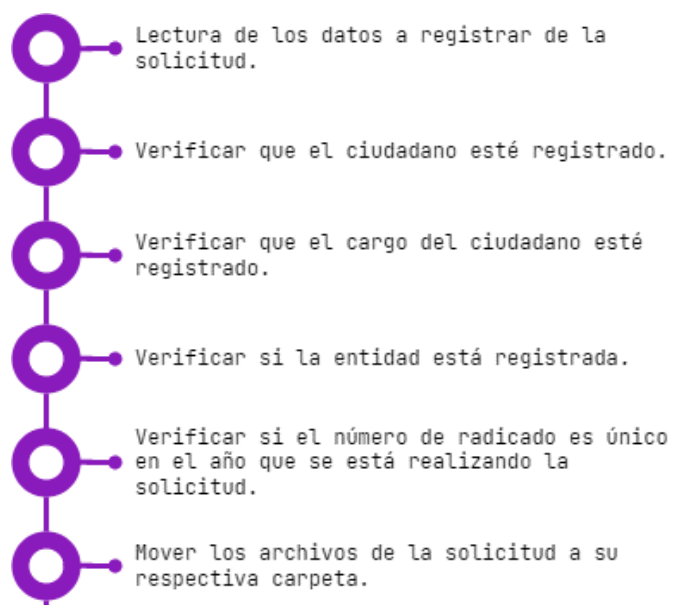 Lectura de los datos a registrar de la
solicitud.
Verificar que el ciudadano esté registrado.
Verificar que el cargo del ciudadano esté
registrado.
Verificar si la entidad está registrada.
Verificar si el número de radicado es único
en el año que se está realizando la
solicitud.
Mover los archivos de la solicitud a su
respectiva carpeta.